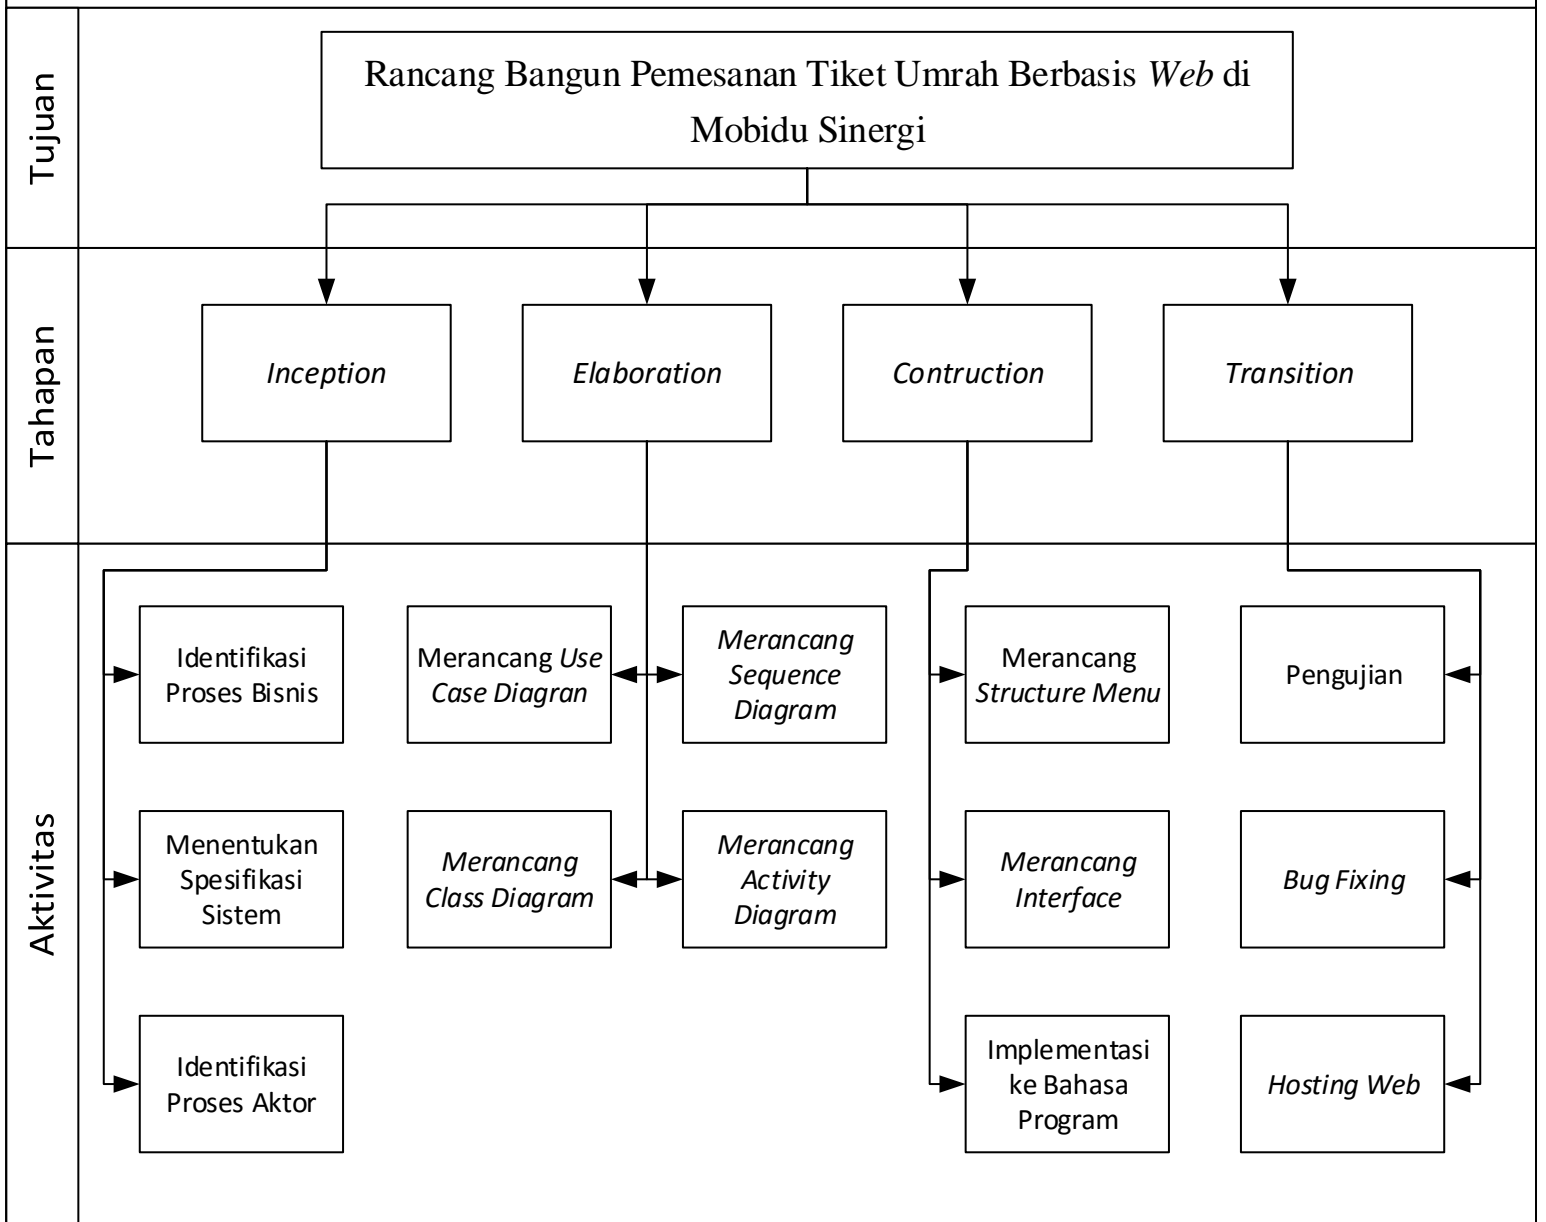 Tujuan
Rancang Bangun Pemesanan Tiket Umrah Berbasis Web di
Mobidu Sinergi
Tahapan
Inception
Elaboration
Contruction
Transition
Aktivitas
Identifikasi
Proses Bisnis
Merancang Use
Case Diagran
Merancang
Sequence
Diagram
Merancang
Structure Menu
Pengujian
Menentukan
Spesifikasi
Sistem
Merancang
Class Diagram
Merancang
Activity
Diagram
Merancang
Interface
Bug Fixing
Identifikasi
Proses Aktor
Implementasi
ke Bahasa
Program
Hosting Web